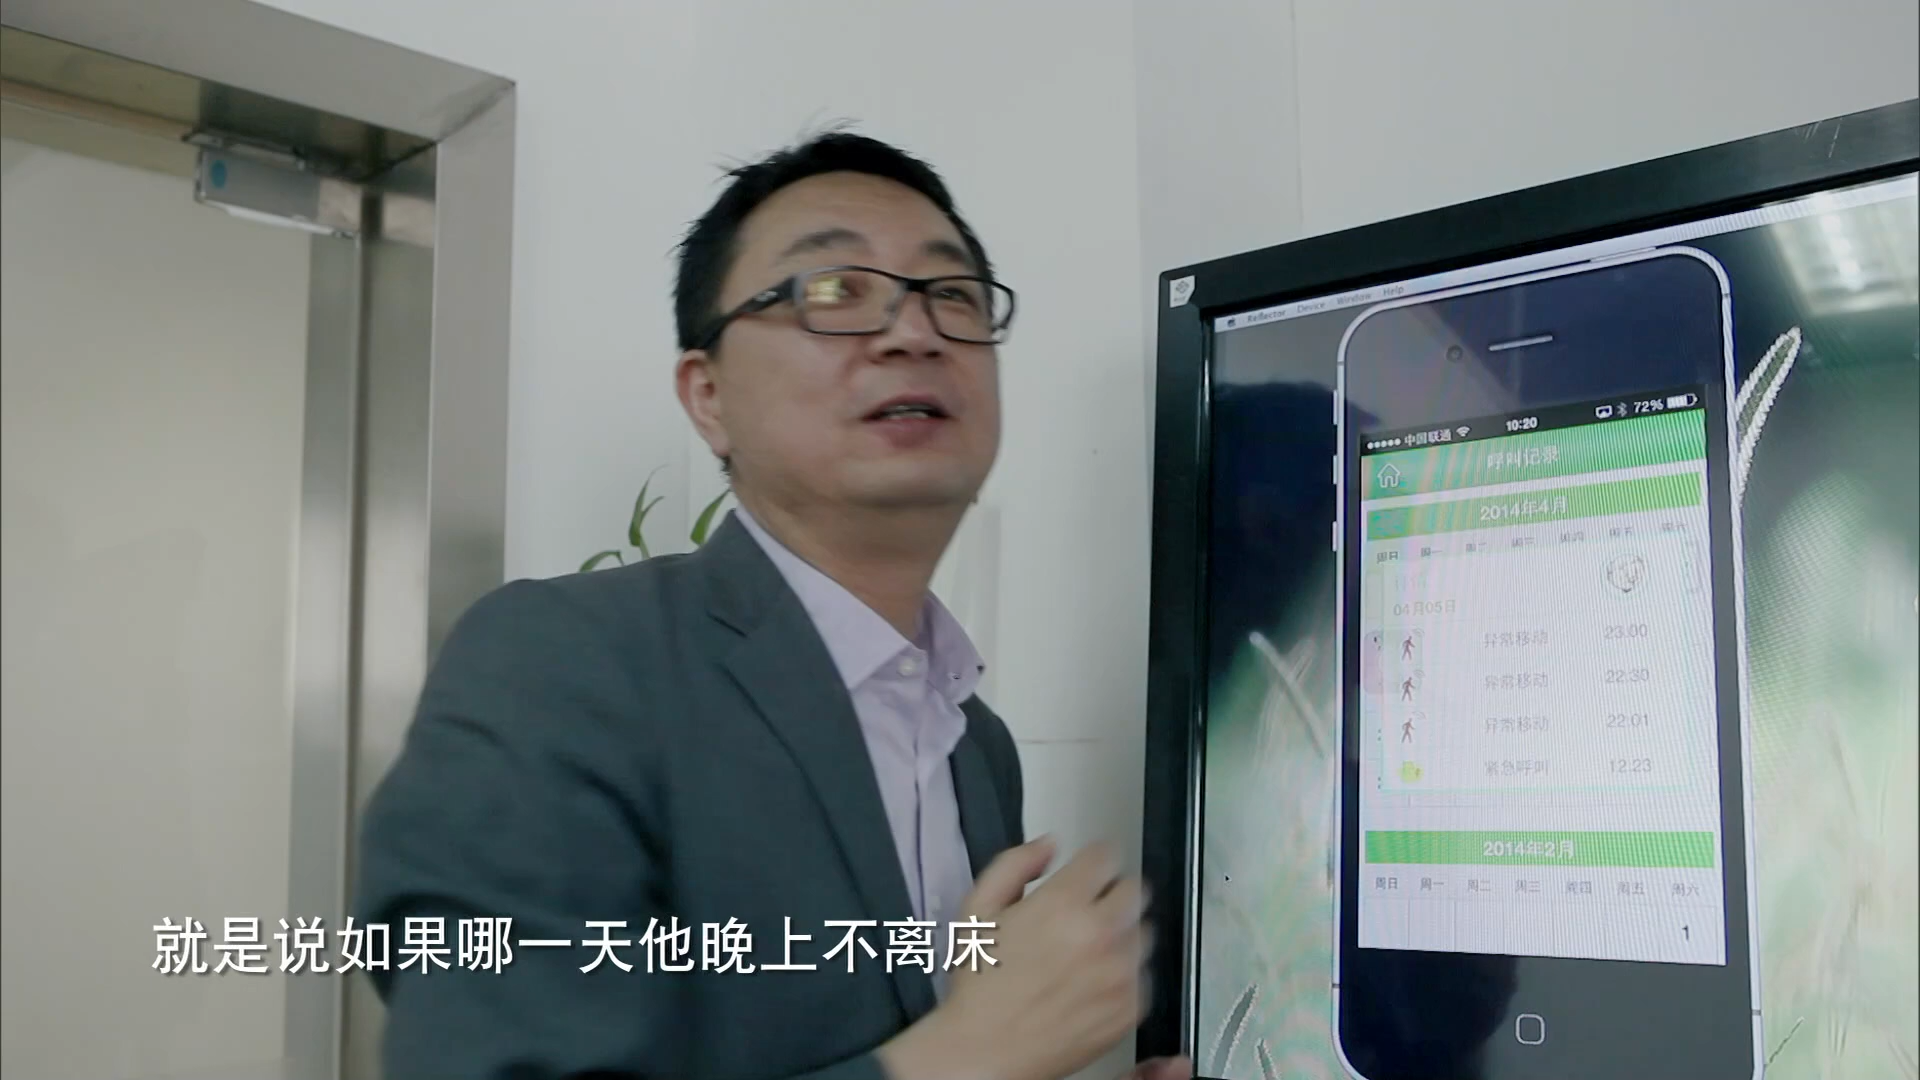 Reflector Device Window Help
中国联通 10:20 72%
呼叫记录
2014年4月
周日 周一 周二 周三 周四 周五 周六
04月05日
异常移动 23:00
异常移动 22:30
异常移动 22:01
紧急呼叫 12:23
2014年2月
周日 周一 周二 周三 周四 周五 周六
1
就是说如果哪一天他晚上不离床